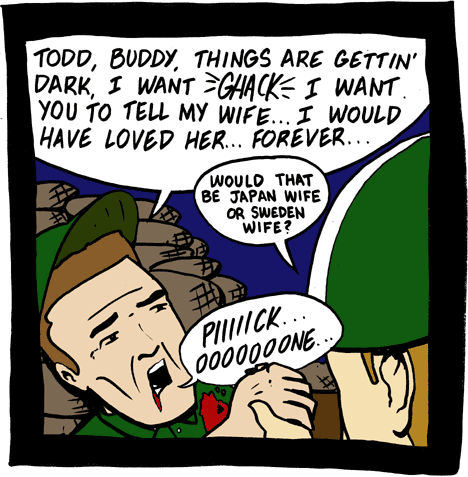 TODD, BUDDY, THINGS ARE GETTIN'
DARK, I WANT GHACK I WANT
YOU TO TELL MY WIFE... I WOULD
HAVE LOVED HER... FOREVER...
WOULD THAT
BE JAPAN WIFE
OR SWEDEN
WIFE?
PIIIIICK...
OOOOOOONE...